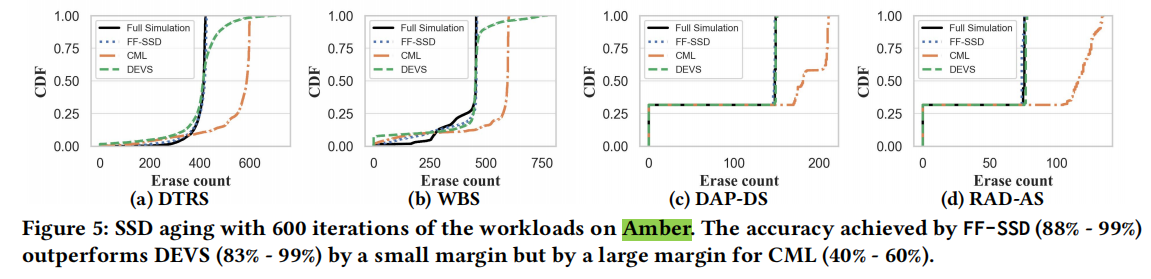 1.00
0.75
0.50
0.25
0.00
CDF
Full Simulation
FF-SSD
CML
DEVS
0
200
400
600
Erase count
(a) DTRS
1.00
0.75
0.50
0.25
0.00
CDF
Full Simulation
FF-SSD
CML
DEVS
0
250
500
750
Erase count
(b) WBS
1.00
0.75
0.50
0.25
0.00
CDF
Full Simulation
FF-SSD
CML
DEVS
0
100
200
Erase count
(c) DAP-DS
1.00
0.75
0.50
0.25
0.00
CDF
Full Simulation
FF-SSD
CML
DEVS
0
50
100
Erase count
(d) RAD-AS
Figure 5: SSD aging with 600 iterations of the workloads on Amber. The accuracy achieved by FF-SSD (88% - 99%)
outperforms DEVS (83% - 99%) by a small margin but by a large margin for CML (40% - 60%).